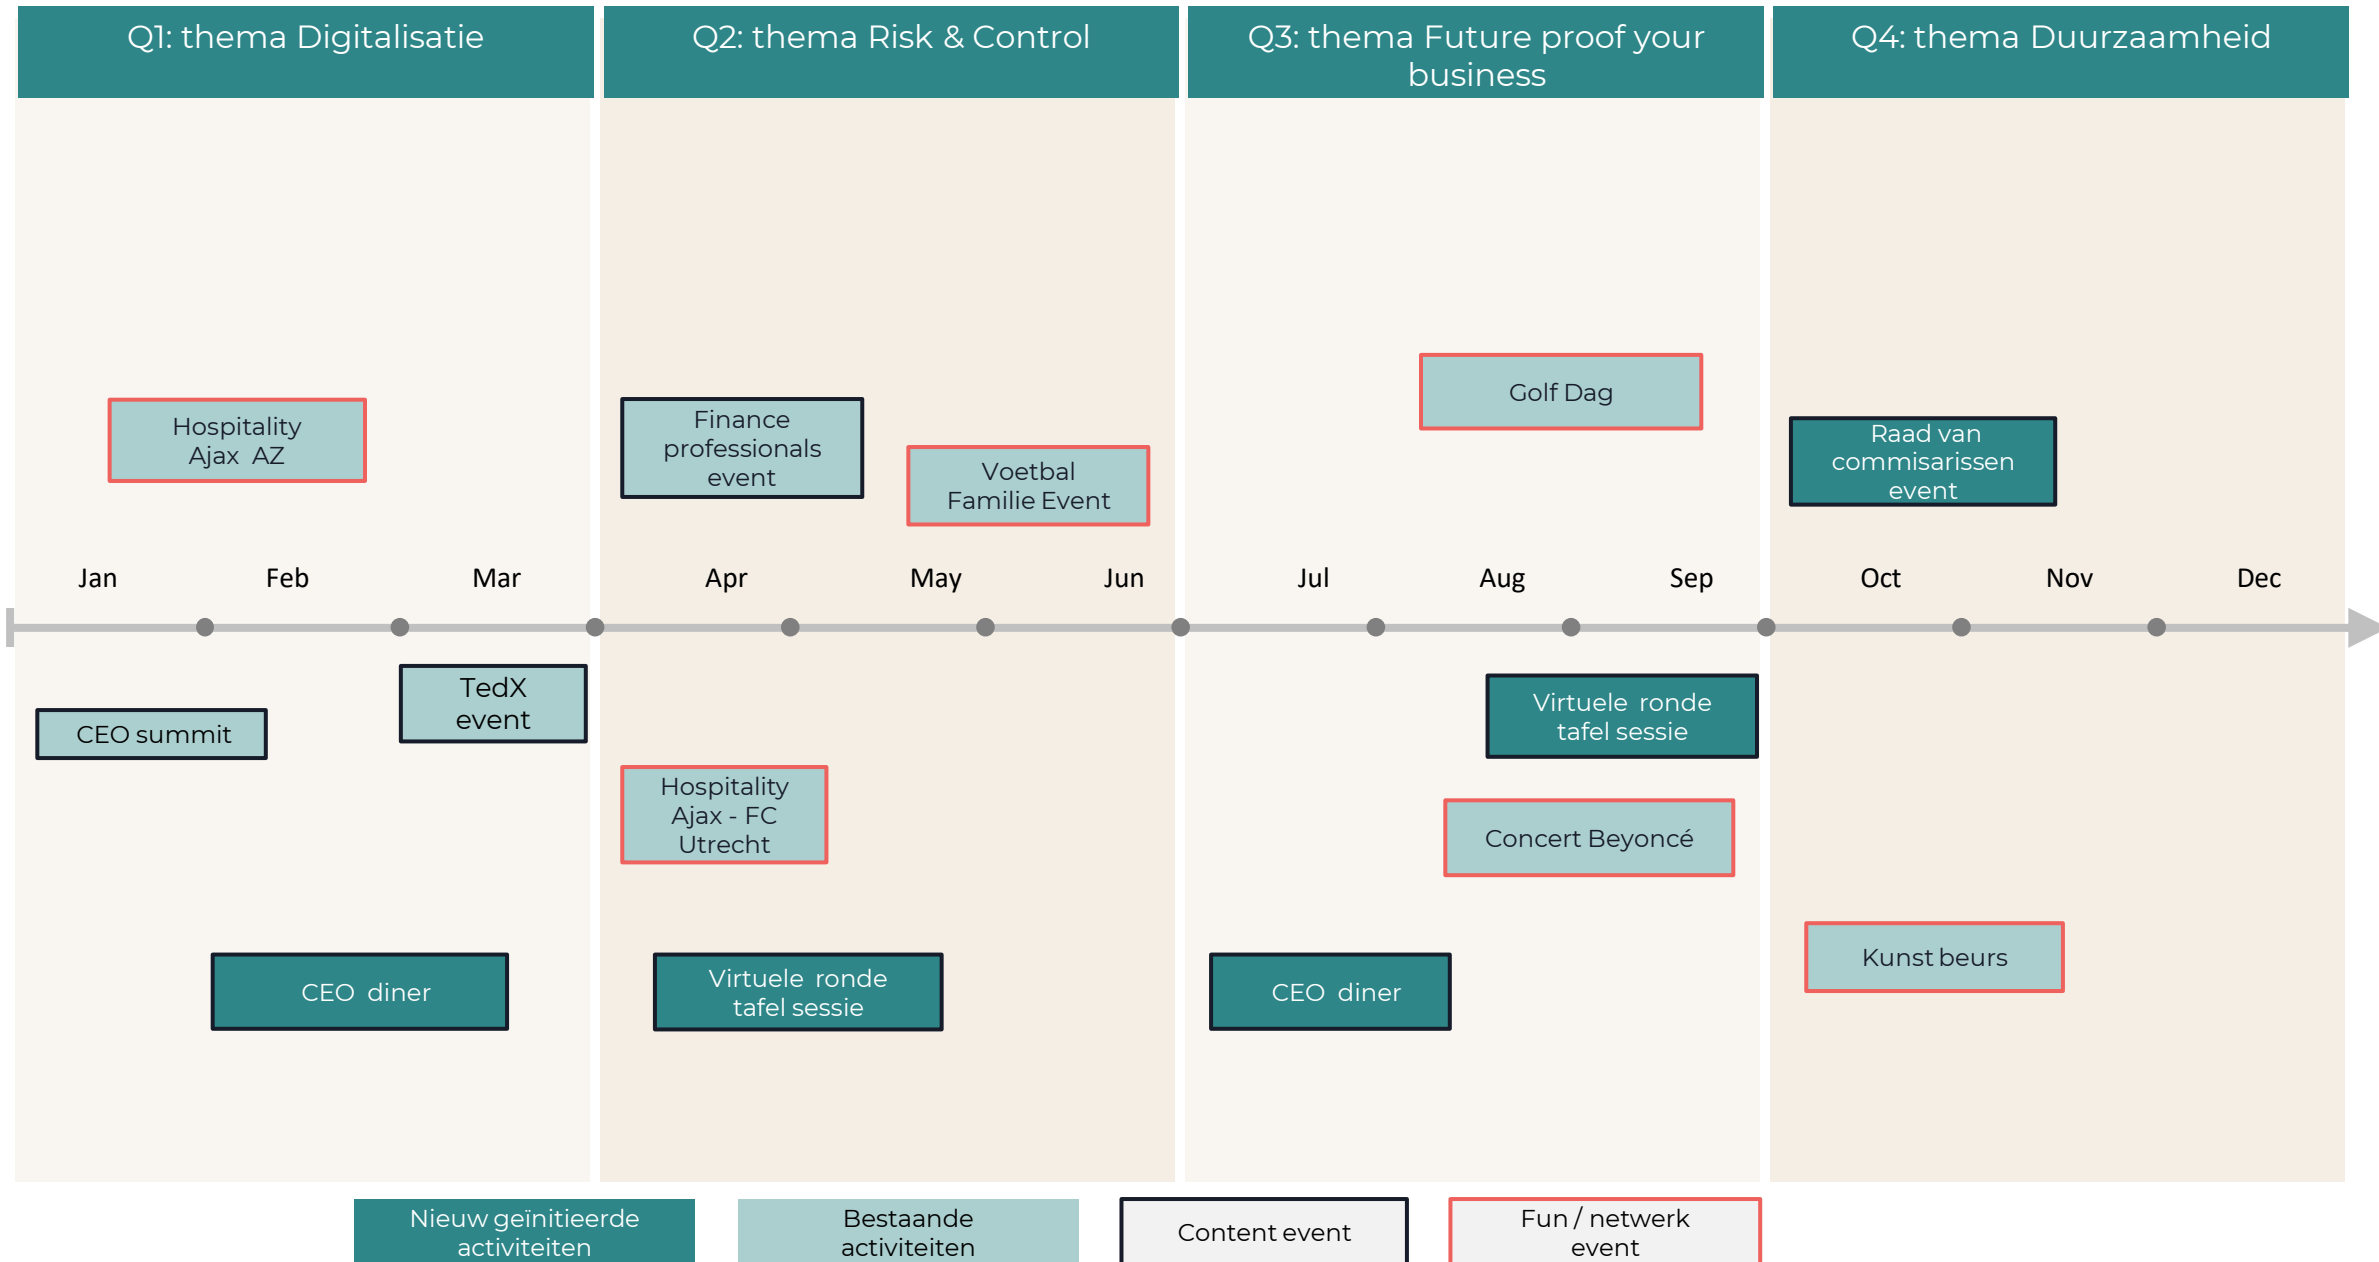 Q1: thema Digitalisatie
Q2: thema Risk & Control
Q3: thema Future proof your
business
Q4: thema Duurzaamheid
Hospitality
Ajax AZ
Finance
professionals
event
Voetbal
Familie Event
Golf Dag
Raad van
commisarissen
event
Jan
Feb
Mar
Apr
May
Jun
Jul
Aug
Sep
Oct
Nov
Dec
CEO summit
TedX
event
Hospitality
Ajax - FC
Utrecht
Virtuele ronde
tafel sessie
Concert Beyoncé
CEO diner
Virtuele ronde
tafel sessie
CEO diner
Kunst beurs
Nieuw geïnitieerde
activiteiten
Bestaande
activiteiten
Content event
Fun / netwerk
event